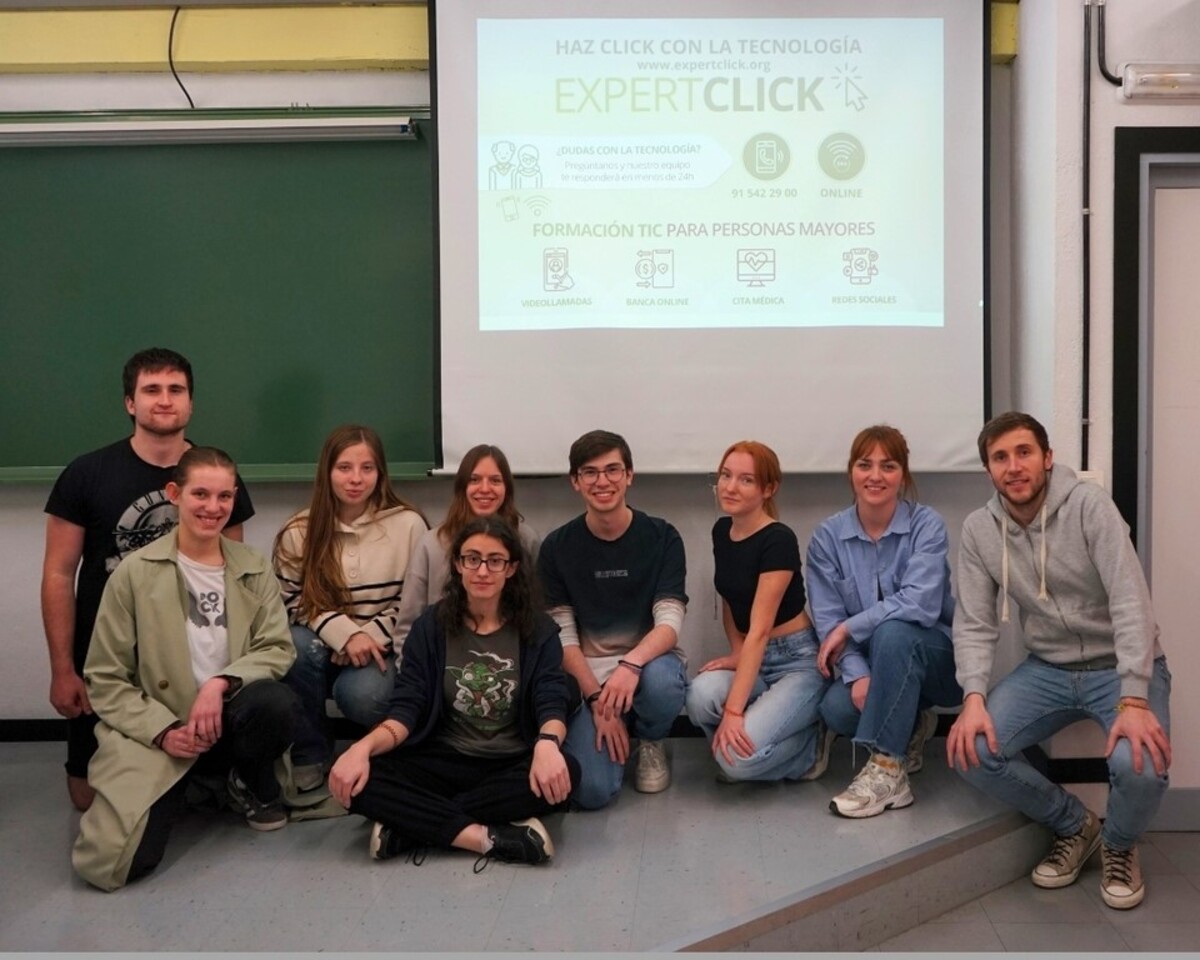 HAZ CLICK CON LA TECNOLOGÍA
www.expertclick.org
EXPERTCLICK
¿DUDAS CON LA TECNOLOGÍA?
Pregúntanos y nuestro equipo
te responderá en menos de 24h
91 542 29 00
ONLINE
FORMACIÓN TIC PARA PERSONAS MAYORES
VIDEOLLAMADAS
BANCA ONLINE
CITA MÉDICA
REDES SOCIALES